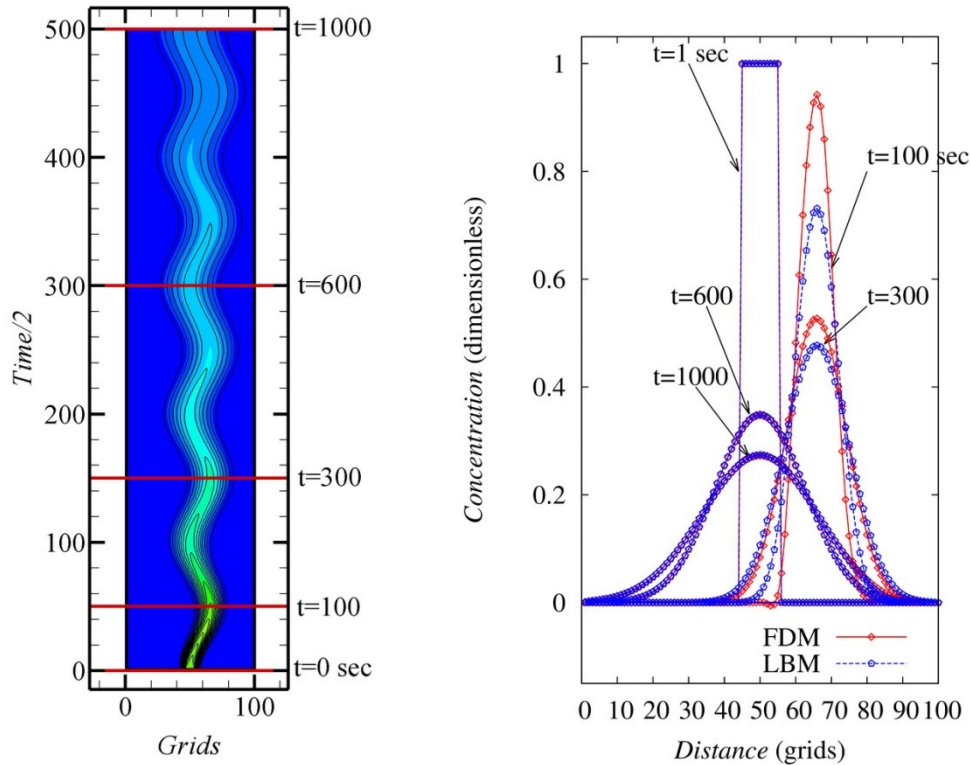 500
400
300
200
100
0
Time/2
0
100
Grids
t=1000
t=600
t=300
t=100
t=0 sec
1
0.8
0.6
0.4
0.2
0
Concentration (dimensionless)
t=1 sec
t=100 sec
t=600
t=300
t=1000
FDM
LBM
0 10 20 30 40 50 60 70 80 90 100
Distance (grids)